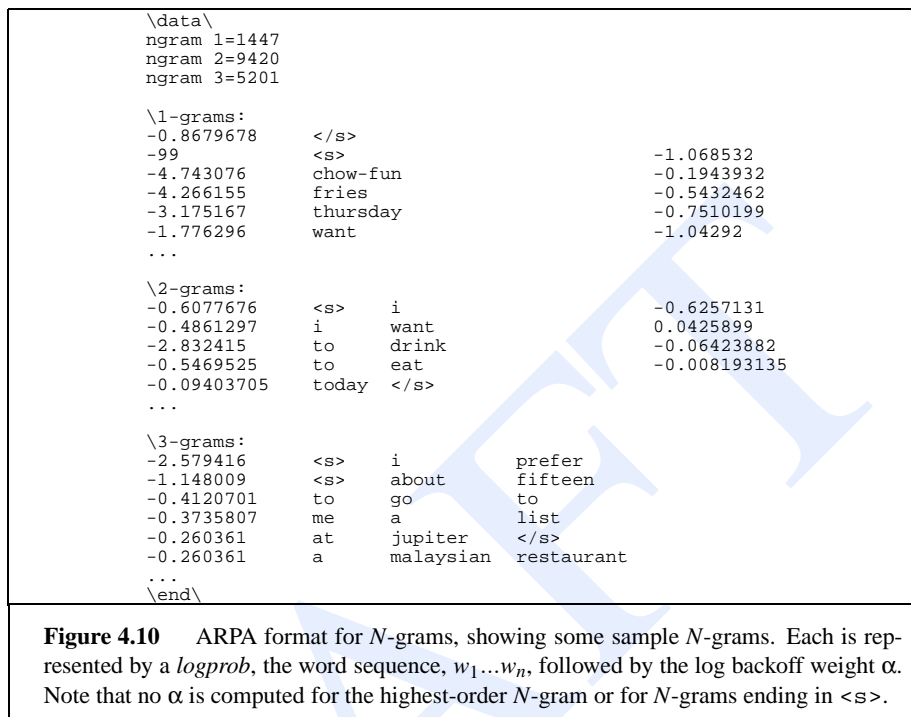 \data\
ngram 1=1447
ngram 2=9420
ngram 3=5201
\1-grams:
-0.8679678 </s>
-99 <s> -1.068532
-4.743076 chow-fun -0.1943932
-4.266155 fries -0.5432462
-3.175167 thursday -0.7510199
-1.776296 want -1.04292
...
\2-grams:
-0.6077676 <s> i -0.6257131
-0.4861297 i want 0.0425899
-2.832415 to drink -0.06423882
-0.5469525 to eat -0.008193135
-0.09403705 today </s>
...
\3-grams:
-2.579416 <s> i prefer
-1.148009 <s> about fifteen
-0.4120701 to go to
-0.3735807 me a list
-0.260361 at jupiter </s>
-0.260361 a malaysian restaurant
...
\end\
Figure 4.10 ARPA format for N-grams, showing some sample N-grams. Each is rep-
resented by a logprob, the word sequence, w₁...wₙ, followed by the log backoff weight α.
Note that no α is computed for the highest-order N-gram or for N-grams ending in <s>.